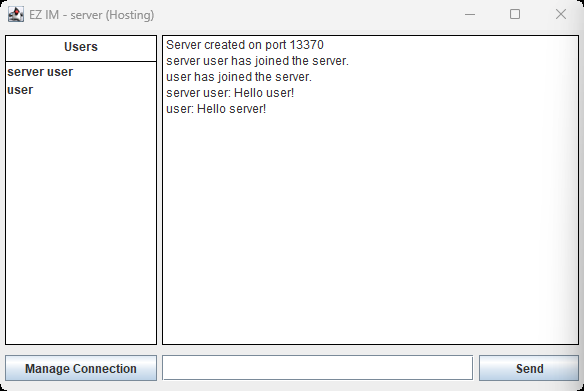 EZ IM - server (Hosting)
Users
server user
user
Server created on port 13370
server user has joined the server.
user has joined the server.
server user: Hello user!
user: Hello server!
Manage Connection
Send